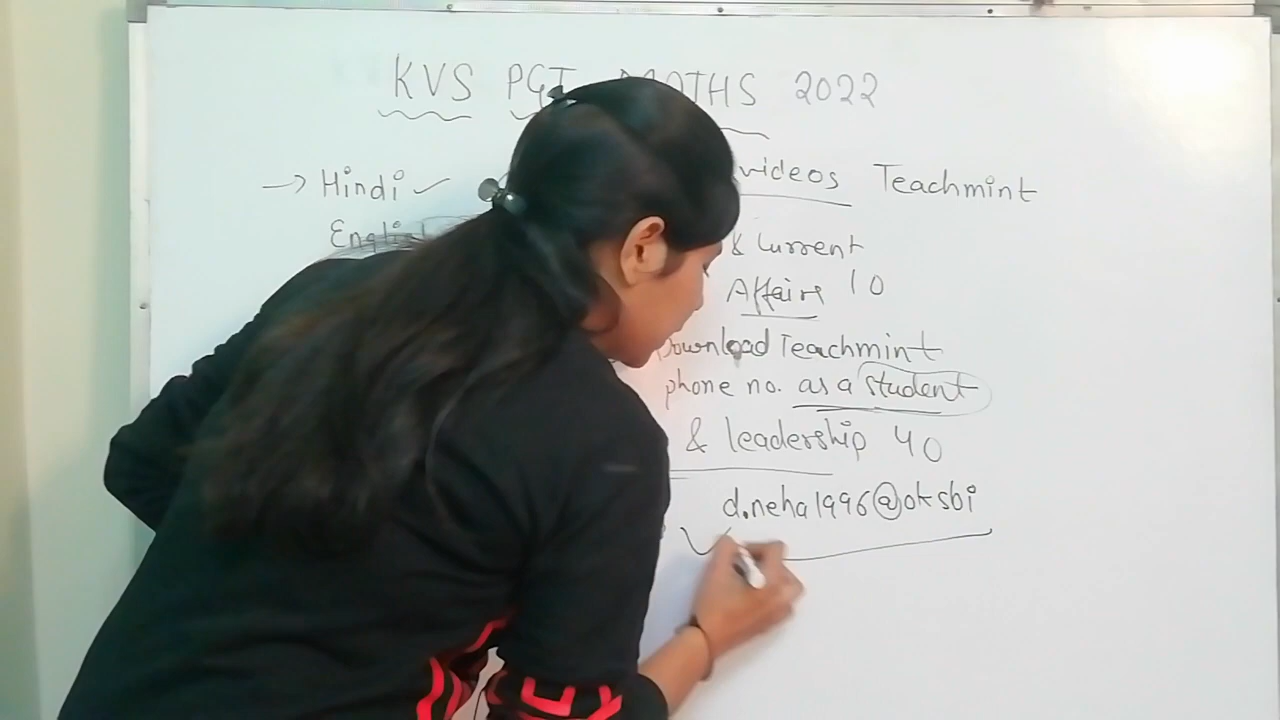 KVS PGT MATHS 2022
→ Hindi ✓ videos Teachmint
English & Current
Affairs 10
Download Teachmint
phone no. as a student
& leadership 40
d.neha1996@oksbi